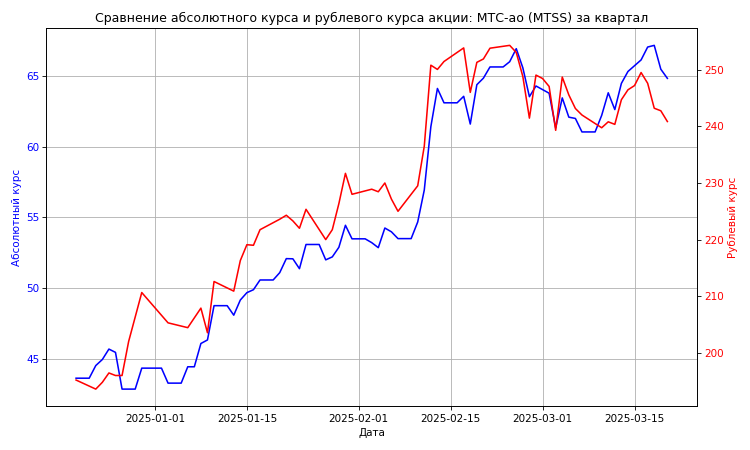 Сравнение абсолютного курса и рублевого курса акции: МТС-ао (MTSS) за квартал
Абсолютный курс
65
60
55
50
45
250
240
230
220
210
200
Рублевый курс
2025-01-01 2025-01-15 2025-02-01 2025-02-15 2025-03-01 2025-03-15
Дата